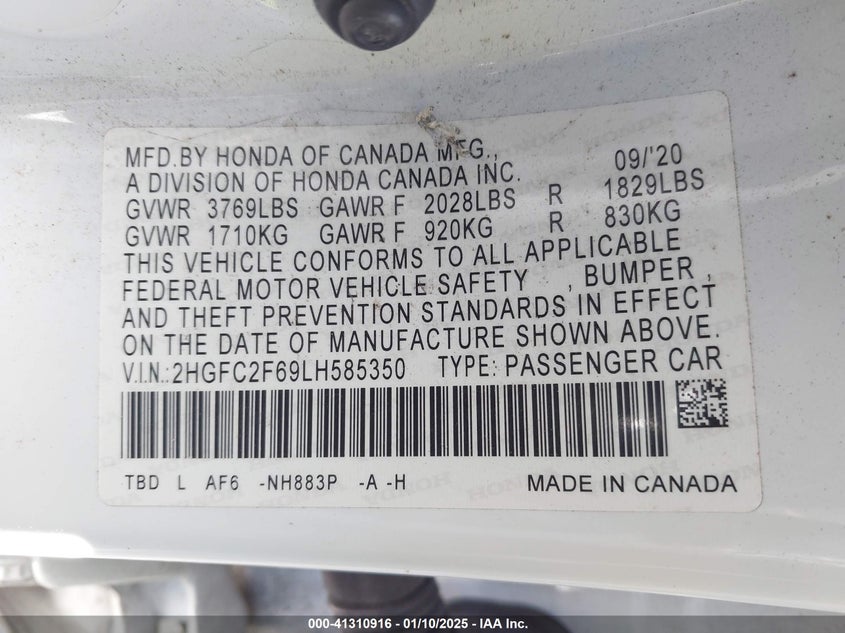 MFD.BY HONDA OF CANADA MFG., 09/'20
A DIVISION OF HONDA CANADA INC.
GVWR 3769LBS GAWR F 2028LBS R 1829LBS
GVWR 1710KG GAWR F 920KG R 830KG
THIS VEHICLE CONFORMS TO ALL APPLICABLE
FEDERAL MOTOR VEHICLE SAFETY , BUMPER ,
AND THEFT PREVENTION STANDARDS IN EFFECT
ON THE DATE OF MANUFACTURE SHOWN ABOVE.
V.I.N.:2HGFC2F69LH585350 TYPE: PASSENGER CAR
TBD L AF6 -NH883P -A -H MADE IN CANADA
000-41310916 - 01/10/2025 - IAA Inc.